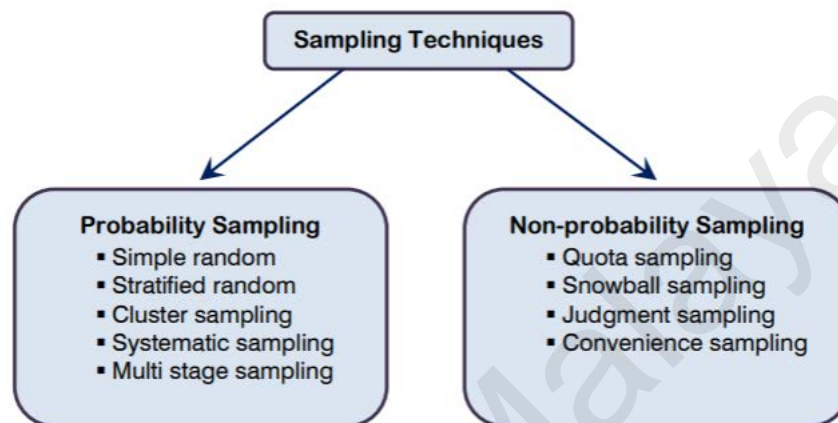 Sampling Techniques
Probability Sampling
▪ Simple random
▪ Stratified random
▪ Cluster sampling
▪ Systematic sampling
▪ Multi stage sampling
Non-probability Sampling
▪ Quota sampling
▪ Snowball sampling
▪ Judgment sampling
▪ Convenience sampling
Malaya